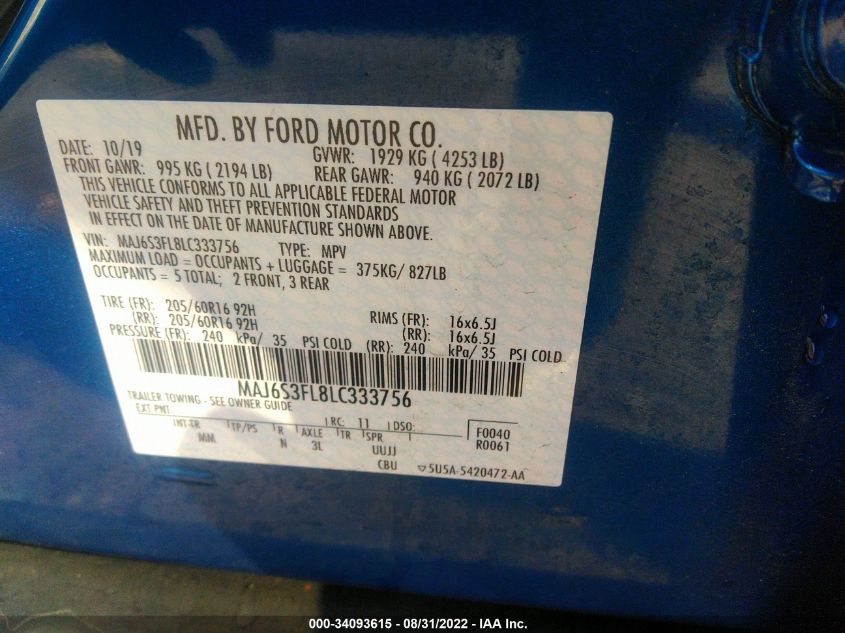 MFD. BY FORD MOTOR CO.
DATE: 10/19 GVWR: 1929 KG ( 4253 LB)
FRONT GAWR: 995 KG ( 2194 LB) REAR GAWR: 940 KG ( 2072 LB)
THIS VEHICLE CONFORMS TO ALL APPLICABLE FEDERAL MOTOR
VEHICLE SAFETY AND THEFT PREVENTION STANDARDS
IN EFFECT ON THE DATE OF MANUFACTURE SHOWN ABOVE.
VIN: MAJ6S3FL8LC333756 TYPE: MPV
MAXIMUM LOAD = OCCUPANTS + LUGGAGE = 375KG/ 827LB
OCCUPANTS = 5 TOTAL; 2 FRONT, 3 REAR
TIRE (FR): 205/60R16 92H RIMS (FR): 16x6.5J
(RR): 205/60R16 92H (RR): 16x6.5J
PRESSURE (FR): 240 kPa/ 35 PSI COLD (RR): 240 kPa/ 35 PSI COLD
MAJ6S3FL8LC333756
TRAILER TOWING - SEE OWNER GUIDE
EXT PNT RC: 11 DSO: F0040
INT TR TP/PS R AXLE TR SPR R0061
MM N 3L UUJJ
CBU ▽5U5A-5420472-AA
000-34093615 - 08/31/2022 - IAA Inc.